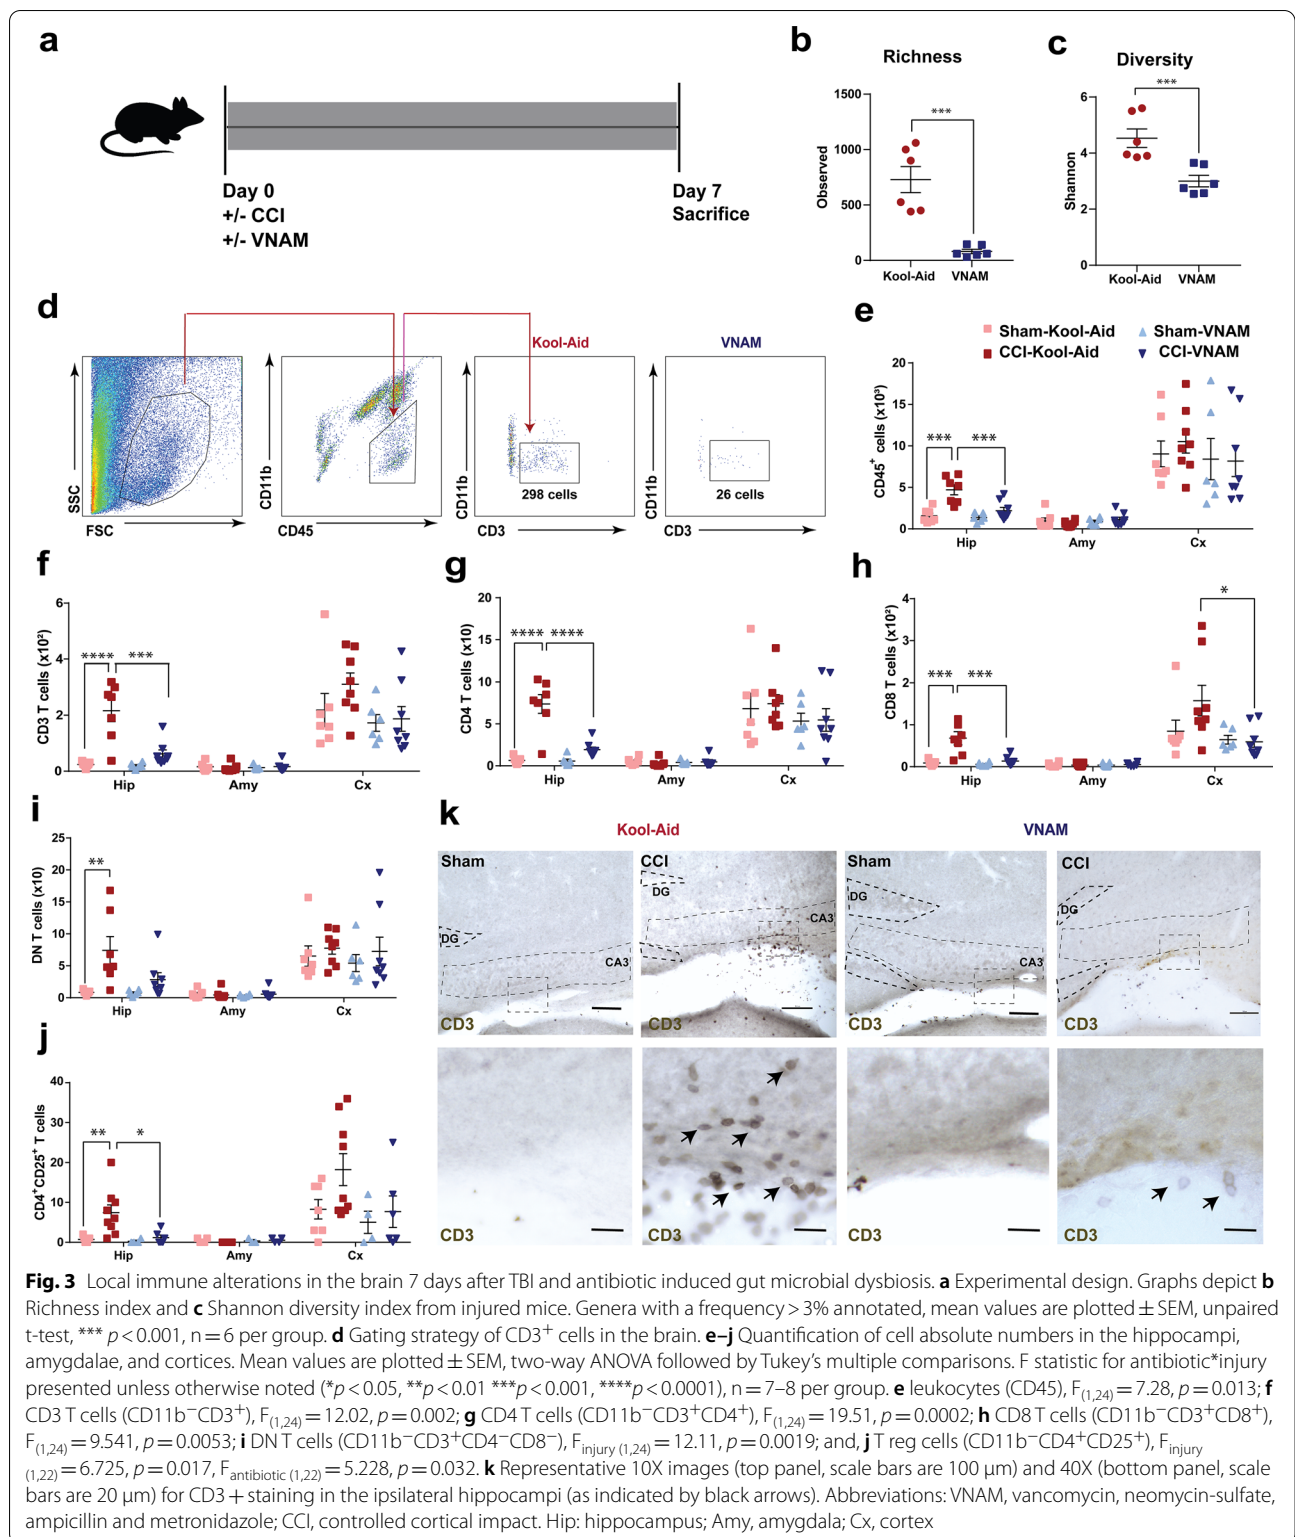 a
Day 0
+/- CCI
+/- VNAM
Day 7
Sacrifice
b
Richness
***
1500
1000
500
0
Observed
Kool-Aid VNAM
c
Diversity
***
6
4
2
0
Shannon
Kool-Aid VNAM
d
SSC
FSC
CD11b
CD45
Kool-Aid
CD11b
298 cells
CD3
VNAM
CD11b
26 cells
CD3
e
Sham-Kool-Aid Sham-VNAM
CCI-Kool-Aid CCI-VNAM
20
15
10
5
0
CD45⁺ cells (x10³)
*** ***
Hip Amy Cx
f
6
4
2
0
CD3 T cells (x10²)
**** ***
Hip Amy Cx
g
20
15
10
5
0
CD4 T cells (x10)
**** ****
Hip Amy Cx
h
4
3
2
1
0
CD8 T cells (x10²)
*** ***
*
Hip Amy Cx
i
25
20
15
10
5
0
DN T cells (x10)
**
Hip Amy Cx
j
40
30
20
10
0
CD4⁺CD25⁺ T cells
** *
Hip Amy Cx
k
Kool-Aid VNAM
Sham
DG
CA3
CD3
CCI
DG
CA3
CD3
Sham
DG
CA3
CD3
CCI
DG
CD3
CD3
CD3
CD3
CD3
Fig. 3 Local immune alterations in the brain 7 days after TBI and antibiotic induced gut microbial dysbiosis. a Experimental design. Graphs depict b
Richness index and c Shannon diversity index from injured mice. Genera with a frequency > 3% annotated, mean values are plotted ± SEM, unpaired
t-test, *** p < 0.001, n = 6 per group. d Gating strategy of CD3⁺ cells in the brain. e–j Quantification of cell absolute numbers in the hippocampi,
amygdalae, and cortices. Mean values are plotted ± SEM, two-way ANOVA followed by Tukey's multiple comparisons. F statistic for antibiotic*injury
presented unless otherwise noted (*p < 0.05, **p < 0.01 ***p < 0.001, ****p < 0.0001), n = 7–8 per group. e leukocytes (CD45), F(1,24) = 7.28, p = 0.013; f
CD3 T cells (CD11b⁻CD3⁺), F(1,24) = 12.02, p = 0.002; g CD4 T cells (CD11b⁻CD3⁺CD4⁺), F(1,24) = 19.51, p = 0.0002; h CD8 T cells (CD11b⁻CD3⁺CD8⁺),
F(1,24) = 9.541, p = 0.0053; i DN T cells (CD11b⁻CD3⁺CD4⁻CD8⁻), Finjury (1,24) = 12.11, p = 0.0019; and, j T reg cells (CD11b⁻CD4⁺CD25⁺), Finjury
(1,22) = 6.725, p = 0.017, Fantibiotic (1,22) = 5.228, p = 0.032. k Representative 10X images (top panel, scale bars are 100 µm) and 40X (bottom panel, scale
bars are 20 µm) for CD3 + staining in the ipsilateral hippocampi (as indicated by black arrows). Abbreviations: VNAM, vancomycin, neomycin-sulfate,
ampicillin and metronidazole; CCI, controlled cortical impact. Hip: hippocampus; Amy, amygdala; Cx, cortex